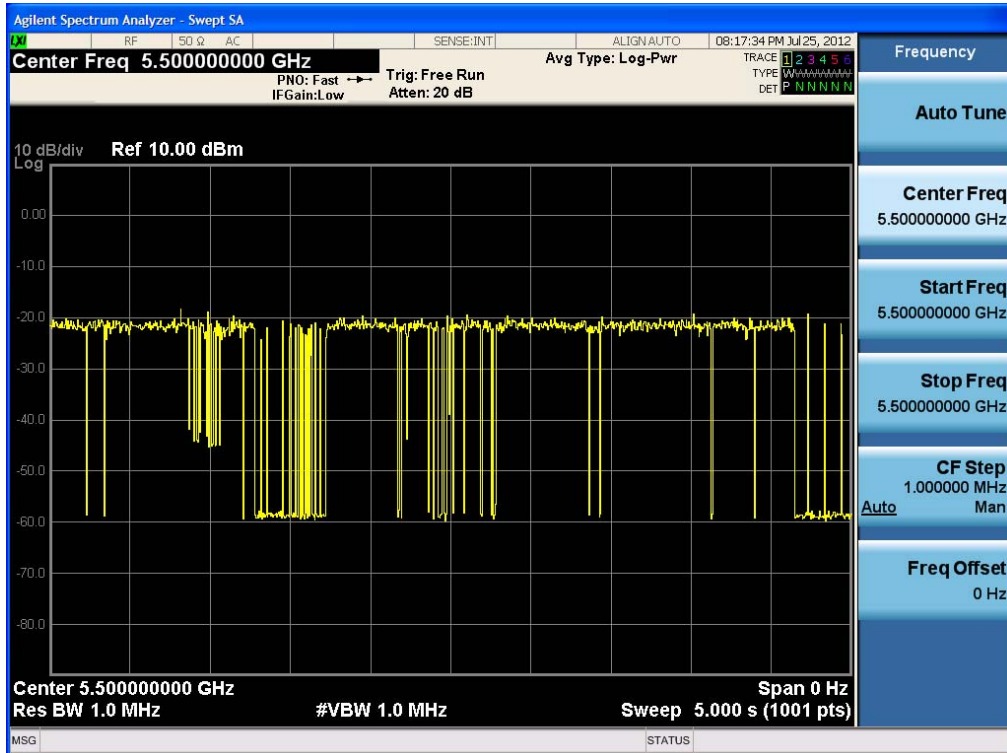 Agilent Spectrum Analyzer - Swept SA
LXI RF 50 Ω AC SENSE:INT ALIGN AUTO 08:17:34 PM Jul 25, 2012
Center Freq 5.500000000 GHz
PNO: Fast
IFGain:Low
Trig: Free Run
Atten: 20 dB
Avg Type: Log-Pwr
TRACE 1 2 3 4 5 6
TYPE
DET P N N N N N
10 dB/div Ref 10.00 dBm
Log
0.00
-10.0
-20.0
-30.0
-40.0
-50.0
-60.0
-70.0
-80.0
Center 5.500000000 GHz Span 0 Hz
Res BW 1.0 MHz #VBW 1.0 MHz Sweep 5.000 s (1001 pts)
MSG STATUS
Frequency
Auto Tune
Center Freq
5.500000000 GHz
Start Freq
5.500000000 GHz
Stop Freq
5.500000000 GHz
CF Step
1.000000 MHz
Auto Man
Freq Offset
0 Hz